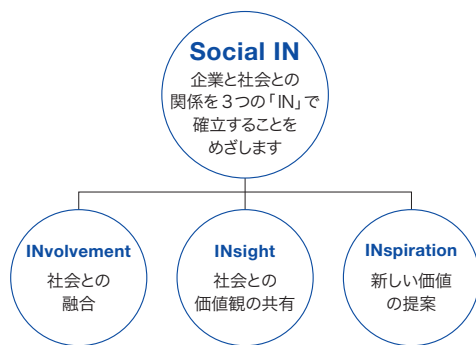 Social IN
企業と社会との
関係を3つの「IN」で
確立することを
めざします
INvolvement
社会との
融合
INsight
社会との
価値観の共有
INspiration
新しい価値
の提案